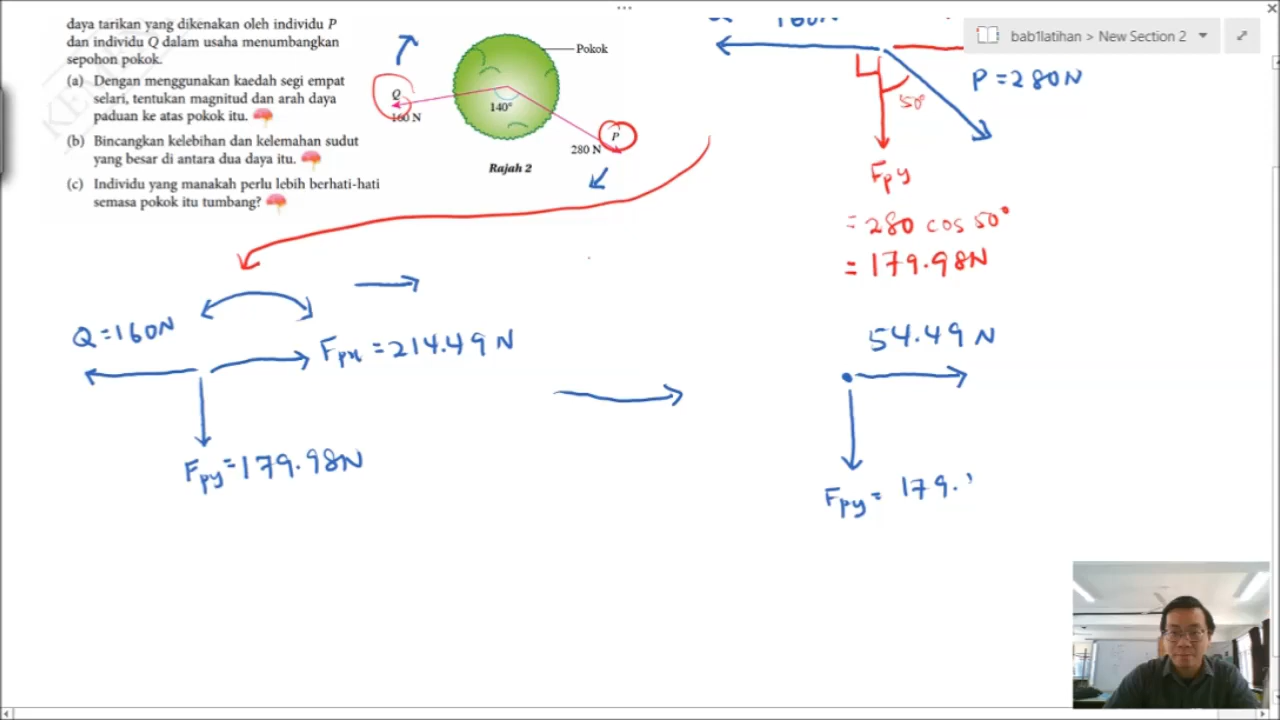 daya tarikan yang dikenakan oleh individu P
dan individu Q dalam usaha menumbangkan
sepohon pokok.
(a) Dengan menggunakan kaedah segi empat
selari, tentukan magnitud dan arah daya
paduan ke atas pokok itu.
(b) Bincangkan kelebihan dan kelemahan sudut
yang besar di antara dua daya itu.
(c) Individu yang manakah perlu lebih berhati-hati
semasa pokok itu tumbang?
Pokok
Q
160 N
140°
P
280 N
Rajah 2
160N
bab1latihan > New Section 2
P = 280N
50°
Fpy
= 280 cos 50°
= 179.98N
Q = 160N
Fpx = 214.49 N
Fpy = 179.98N
54.49 N
Fpy = 179.